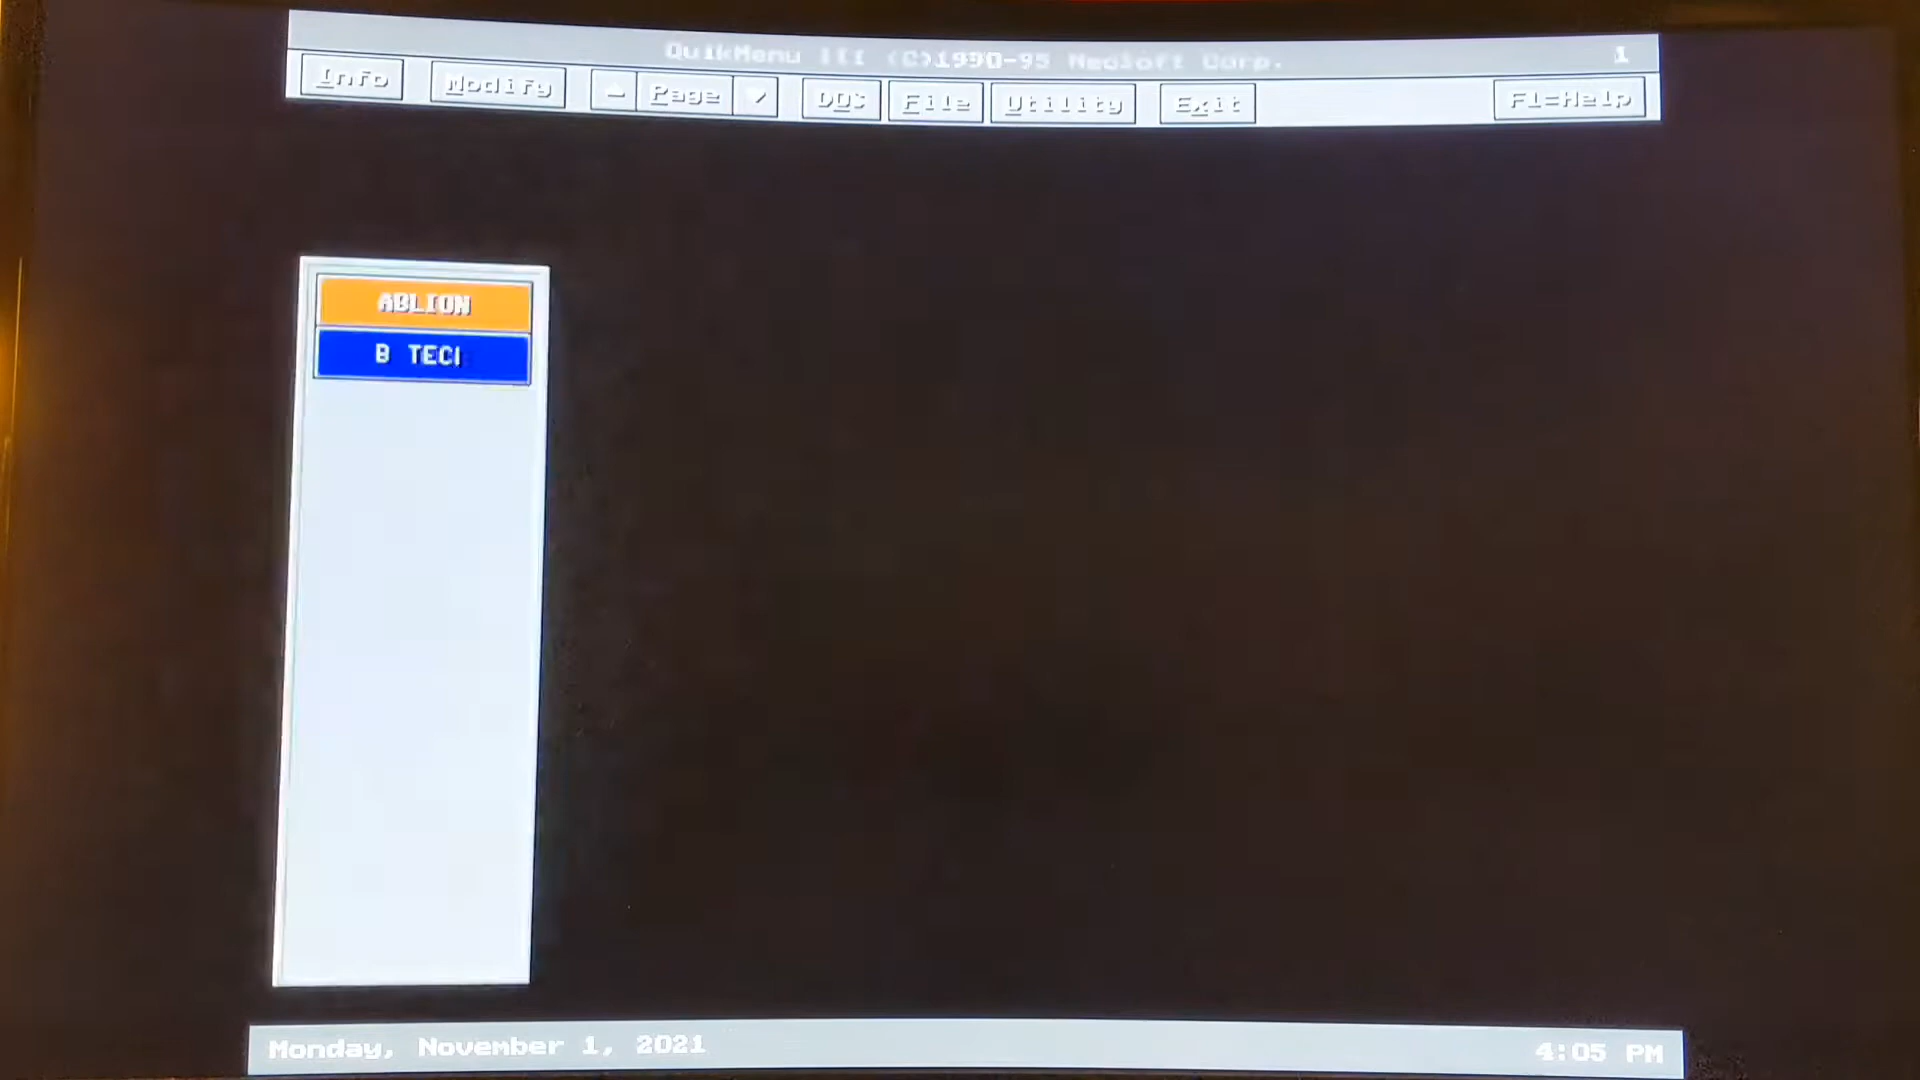 QuikMenu III (C)1990-95 NeoSoft Corp. 1
Info Modify Page DOS File Utility Exit F1=Help
ABLION
B TECH
Monday, November 1, 2021 4:05 PM